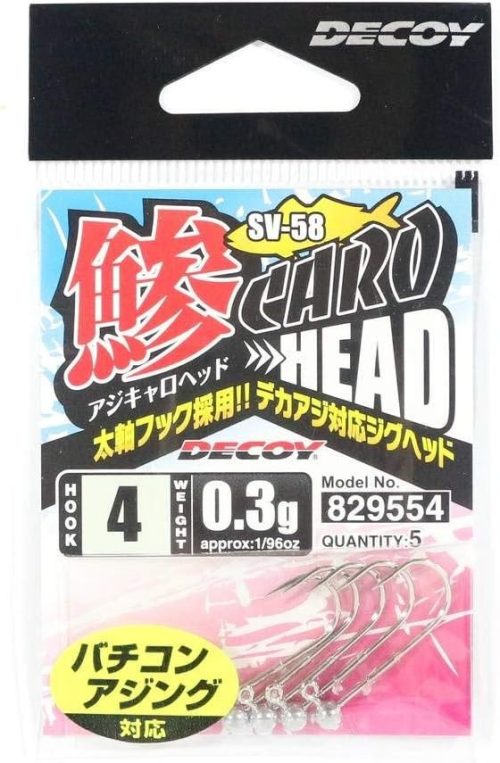 DECOY
SV-58
鯵 CARO
アジキャロヘッド
>>>HEAD
太軸フック採用!! デカアジ対応ジグヘッド
DECOY®
HOOK 4
WEIGHT 0.3g
approx:1/96oz
Model No.
829554
QUANTITY:5
バチコン
アジング
対応